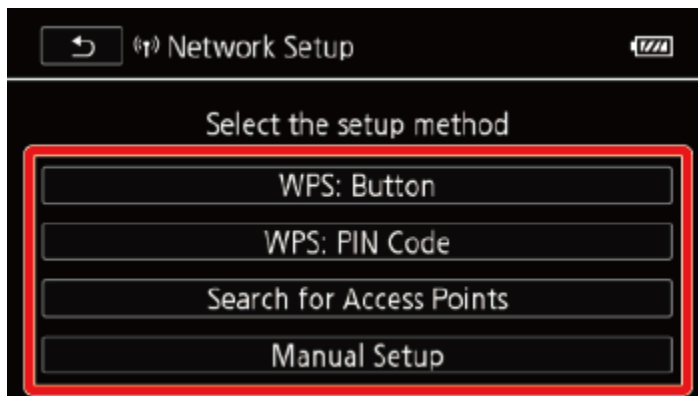 Network Setup
Select the setup method
WPS: Button
WPS: PIN Code
Search for Access Points
Manual Setup